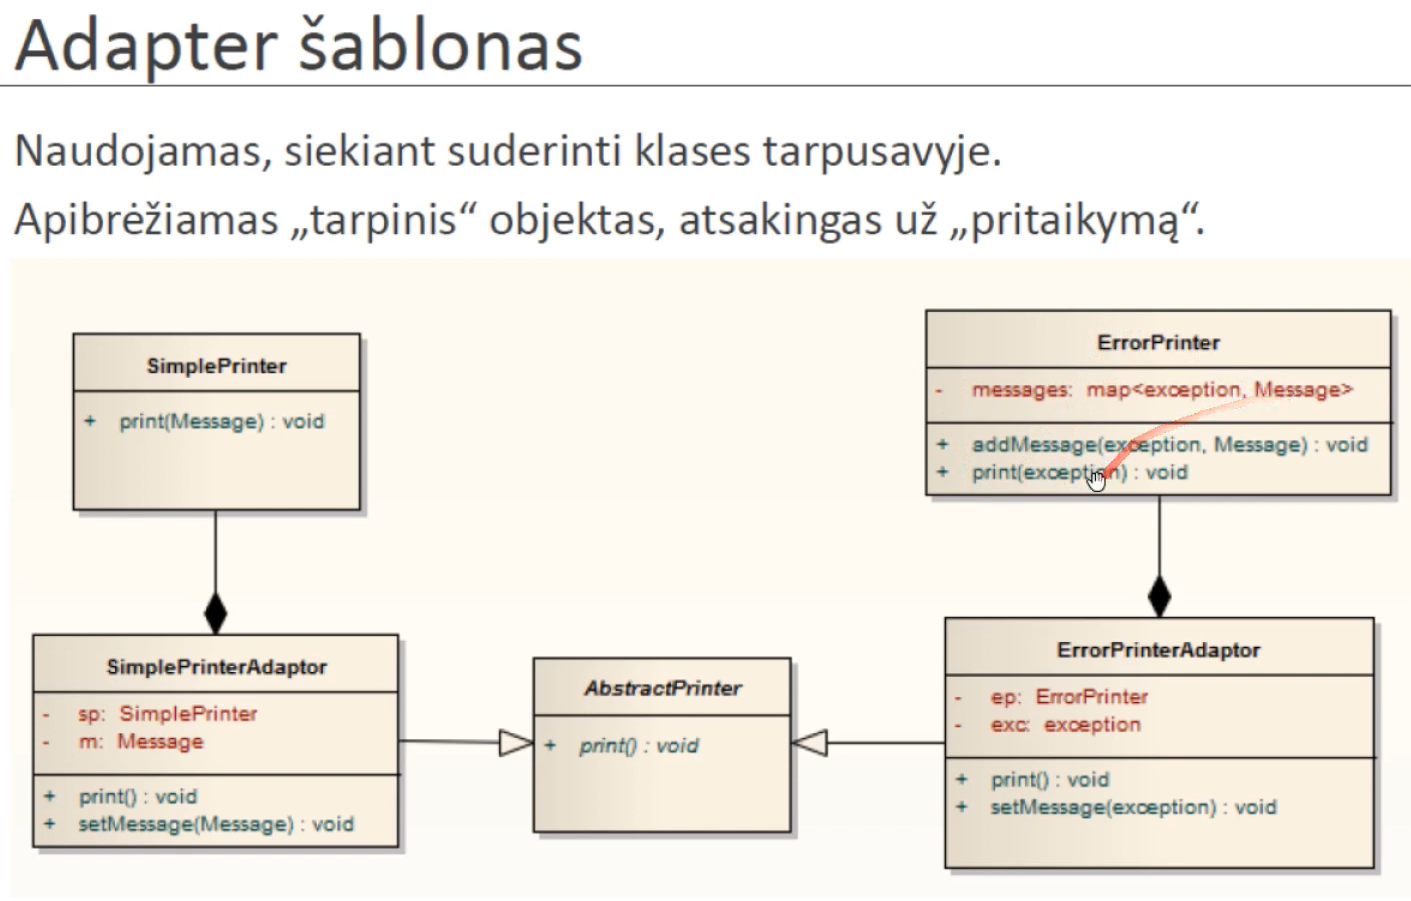 Adapter šablonas
Naudojamas, siekiant suderinti klases tarpusavyje.
Apibrėžiamas „tarpinis“ objektas, atsakingas už „pritaikymą“.
SimplePrinter
+ print(Message) : void
ErrorPrinter
- messages: map<exception, Message>
+ addMessage(exception, Message) : void
+ print(exception) : void
SimplePrinterAdaptor
- sp: SimplePrinter
- m: Message
+ print() : void
+ setMessage(Message) : void
AbstractPrinter
+ print() : void
ErrorPrinterAdaptor
- ep: ErrorPrinter
- exc: exception
+ print() : void
+ setMessage(exception) : void